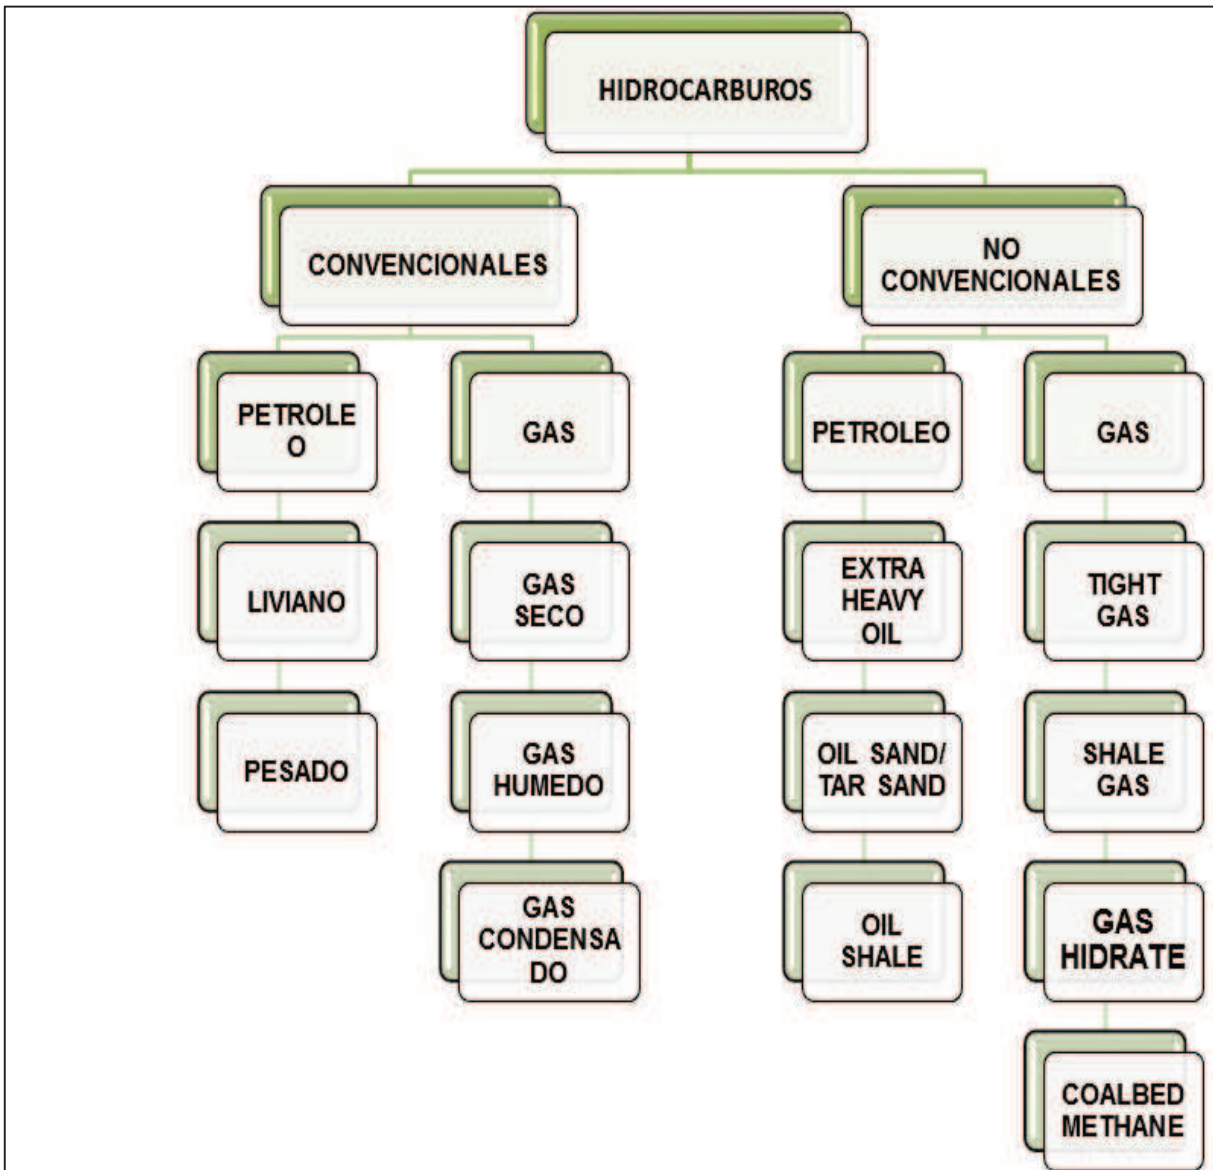 HIDROCARBUROS
CONVENCIONALES
NO
CONVENCIONALES
PETROLE
O
GAS
PETROLEO
GAS
LIVIANO
GAS
SECO
EXTRA
HEAVY
OIL
TIGHT
GAS
PESADO
GAS
HUMEDO
OIL SAND/
TAR SAND
SHALE
GAS
GAS
CONDENSA
DO
OIL
SHALE
GAS
HIDRATE
COALBED
METHANE